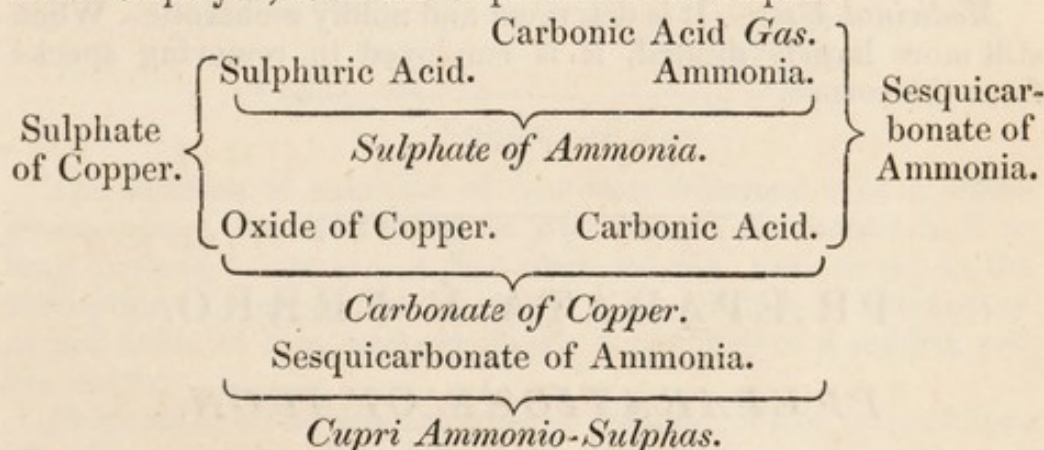 Carbonic Acid Gas.
Sulphuric Acid. Ammonia.
Sulphate of Copper.
Sulphate of Ammonia.
Sesquicar-
bonate of
Ammonia.
Oxide of Copper. Carbonic Acid.
Carbonate of Copper.
Sesquicarbonate of Ammonia.
Cupri Ammonio-Sulphas.